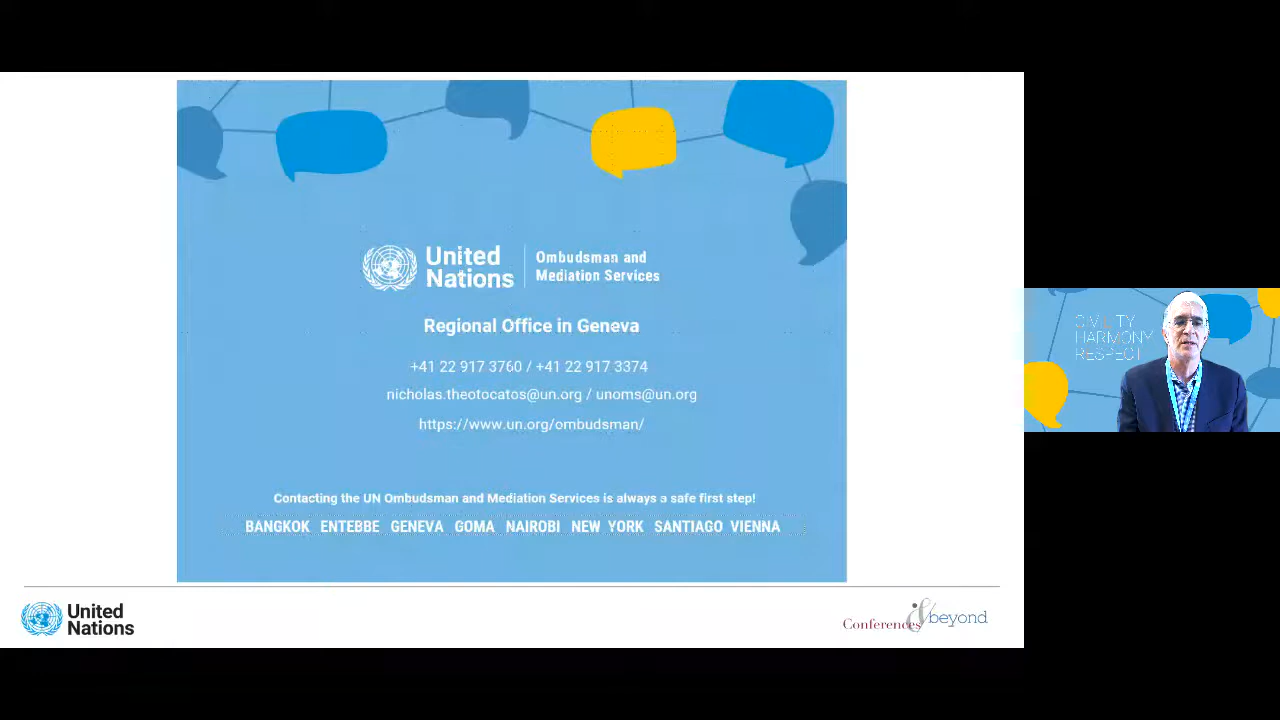 United
Nations
Ombudsman and
Mediation Services
Regional Office in Geneva
+41 22 917 3760 / +41 22 917 3374
nicholas.theotocatos@un.org / unoms@un.org
https://www.un.org/ombudsman/
Contacting the UN Ombudsman and Mediation Services is always a safe first step!
BANGKOK ENTEBBE GENEVA GOMA NAIROBI NEW YORK SANTIAGO VIENNA
United
Nations
Conferences & beyond
CIVILITY
HARMONY
RESPECT